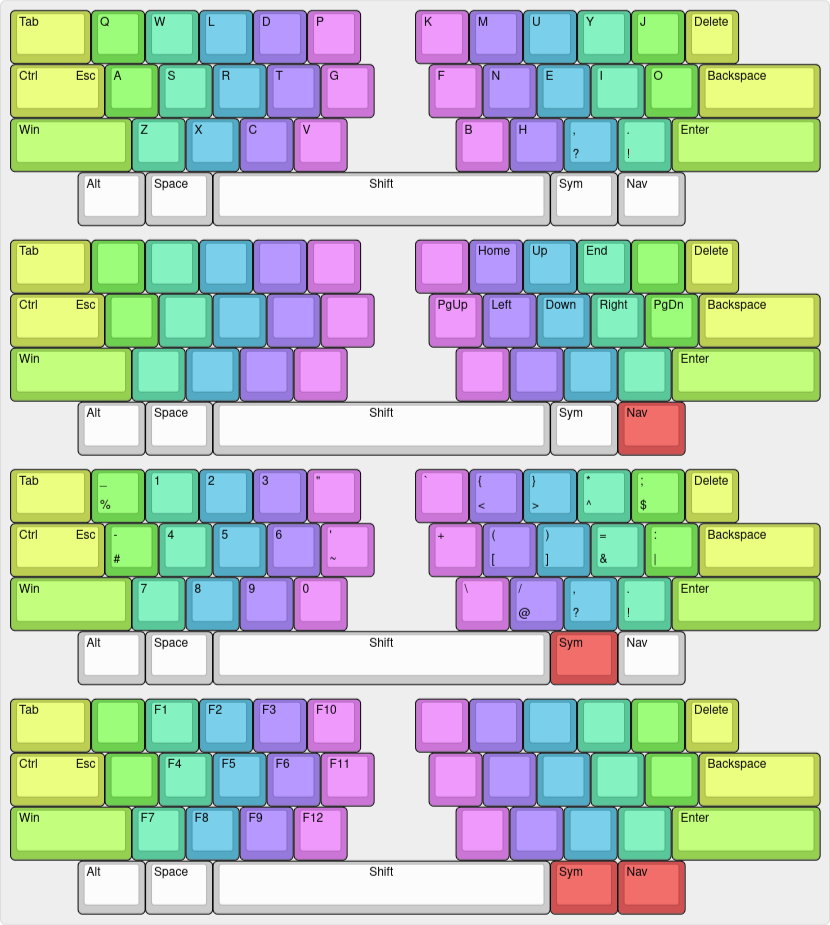 Tab Q W L D P K M U Y J Delete
Ctrl Esc A S R T G F N E I O Backspace
Win Z X C V B H , . Enter
? !
Alt Space Shift Sym Nav
Tab Home Up End Delete
Ctrl Esc PgUp Left Down Right PgDn Backspace
Win Enter
Alt Space Shift Sym Nav
Tab _ 1 2 3 " ` { } * ; Delete
% < > ^ $
Ctrl Esc - 4 5 6 ' + ( ) = : Backspace
# ~ [ ] & |
Win 7 8 9 0 \ / , . Enter
@ ? !
Alt Space Shift Sym Nav
Tab F1 F2 F3 F10 Delete
Ctrl Esc F4 F5 F6 F11 Backspace
Win F7 F8 F9 F12 Enter
Alt Space Shift Sym Nav